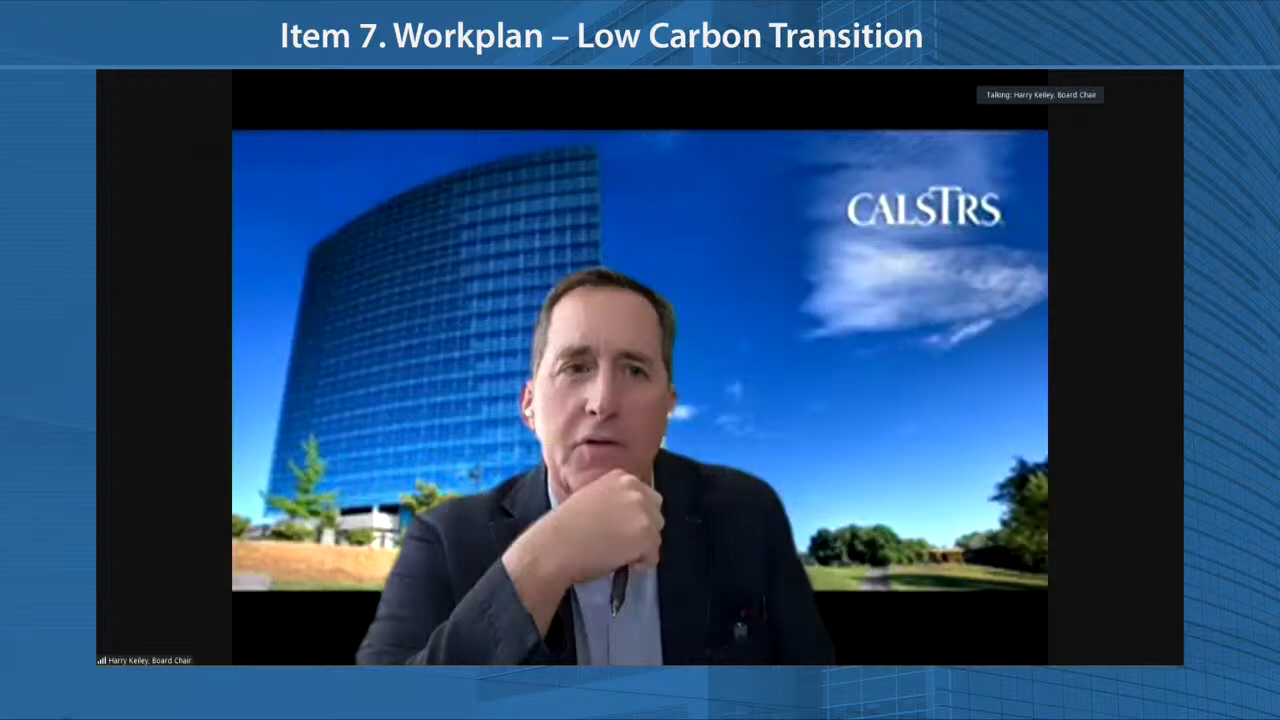 Item 7. Workplan – Low Carbon Transition
Talking: Harry Keiley, Board Chair
CALSTRS
Harry Keiley, Board Chair